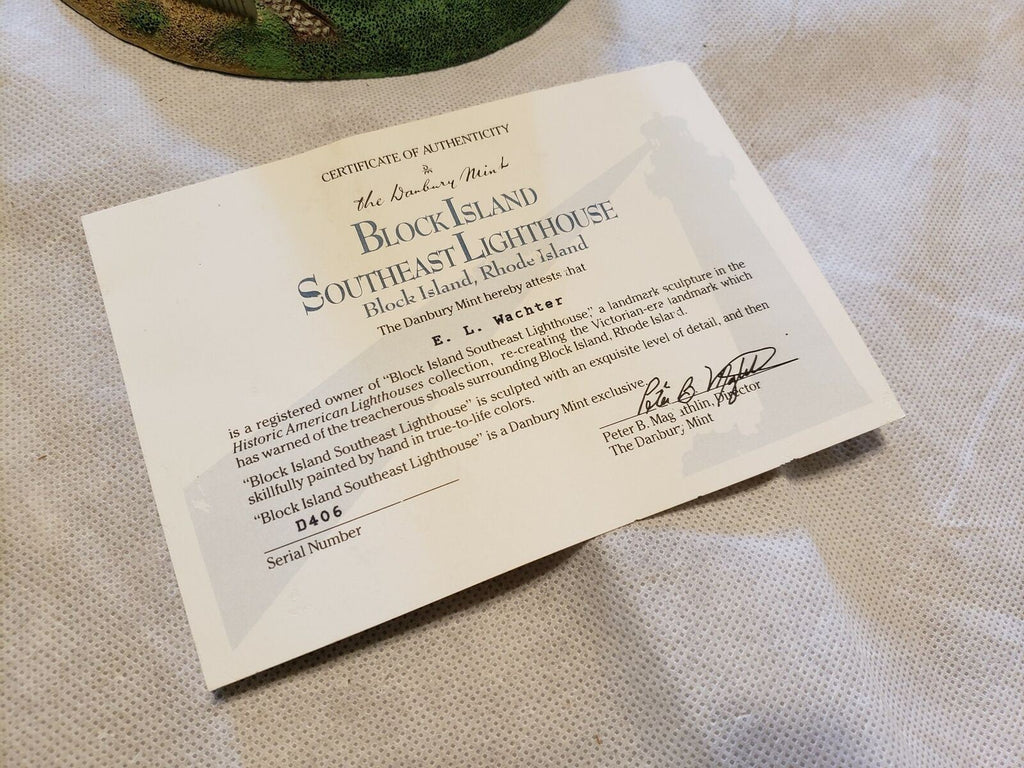 CERTIFICATE OF AUTHENTICITY
DM
the Danbury Mint
BLOCK ISLAND
SOUTHEAST LIGHTHOUSE
Block Island, Rhode Island
The Danbury Mint hereby attests that
E. L. Wachter
is a registered owner of "Block Island Southeast Lighthouse," a landmark sculpture in the
Historic American Lighthouses collection, re-creating the Victorian-era landmark which
has warned of the treacherous shoals surrounding Block Island, Rhode Island.
"Block Island Southeast Lighthouse" is sculpted with an exquisite level of detail, and then
skillfully painted by hand in true-to-life colors.
"Block Island Southeast Lighthouse" is a Danbury Mint exclusive.
D406
Serial Number
Peter B. Maglathlin, Director
The Danbury Mint